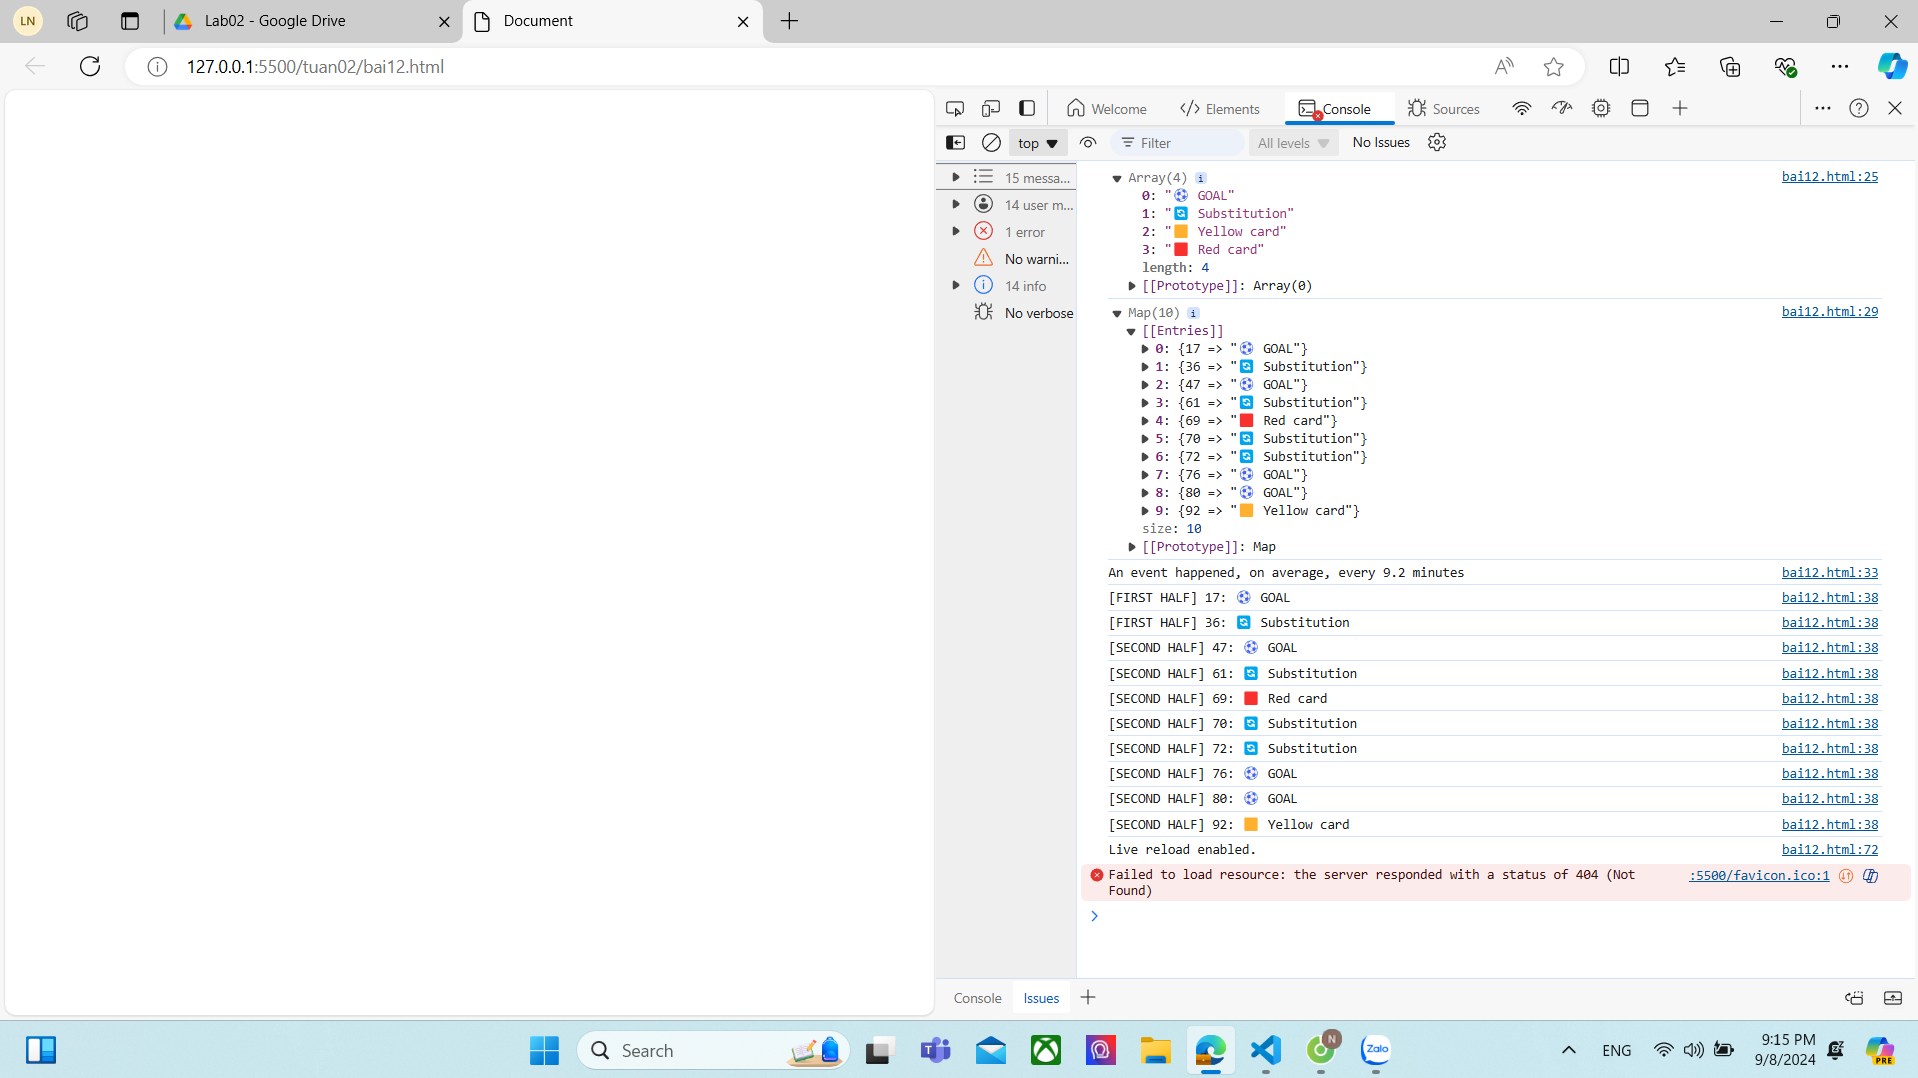 LN
Lab02 - Google Drive
Document
127.0.0.1:5500/tuan02/bai12.html
Welcome
Elements
Console
Sources
top
Filter
All levels
No Issues
15 messa...
14 user m...
1 error
No warni...
14 info
No verbose
Array(4) i
bai12.html:25
0: "⚽ GOAL"
1: "🔄 Substitution"
2: "🟨 Yellow card"
3: "🟥 Red card"
length: 4
[[Prototype]]: Array(0)
Map(10) i
bai12.html:29
[[Entries]]
0: {17 => "⚽ GOAL"}
1: {36 => "🔄 Substitution"}
2: {47 => "⚽ GOAL"}
3: {61 => "🔄 Substitution"}
4: {69 => "🟥 Red card"}
5: {70 => "🔄 Substitution"}
6: {72 => "🔄 Substitution"}
7: {76 => "⚽ GOAL"}
8: {80 => "⚽ GOAL"}
9: {92 => "🟨 Yellow card"}
size: 10
[[Prototype]]: Map
An event happened, on average, every 9.2 minutes
bai12.html:33
[FIRST HALF] 17: ⚽ GOAL
bai12.html:38
[FIRST HALF] 36: 🔄 Substitution
bai12.html:38
[SECOND HALF] 47: ⚽ GOAL
bai12.html:38
[SECOND HALF] 61: 🔄 Substitution
bai12.html:38
[SECOND HALF] 69: 🟥 Red card
bai12.html:38
[SECOND HALF] 70: 🔄 Substitution
bai12.html:38
[SECOND HALF] 72: 🔄 Substitution
bai12.html:38
[SECOND HALF] 76: ⚽ GOAL
bai12.html:38
[SECOND HALF] 80: ⚽ GOAL
bai12.html:38
[SECOND HALF] 92: 🟨 Yellow card
bai12.html:38
Live reload enabled.
bai12.html:72
Failed to load resource: the server responded with a status of 404 (Not
Found)
:5500/favicon.ico:1
Console
Issues
Search
N
Zalo
ENG
9:15 PM
9/8/2024
PRE